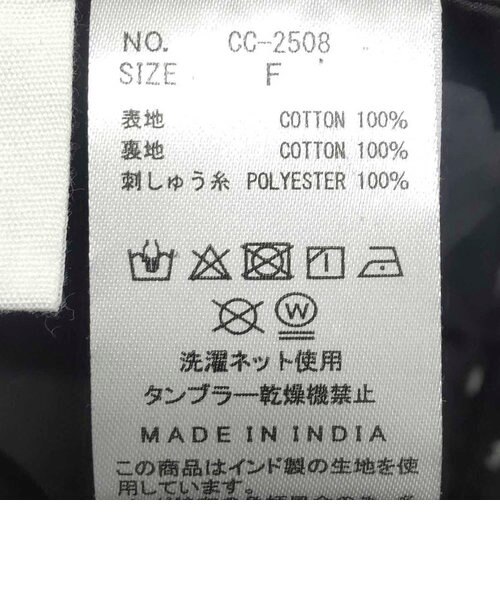 NO. CC-2508
SIZE F
表地 COTTON 100%
裏地 COTTON 100%
刺しゅう糸 POLYESTER 100%
W
洗濯ネット使用
タンブラー乾燥機禁止
MADE IN INDIA
この商品はインド製の生地を使
用しています。